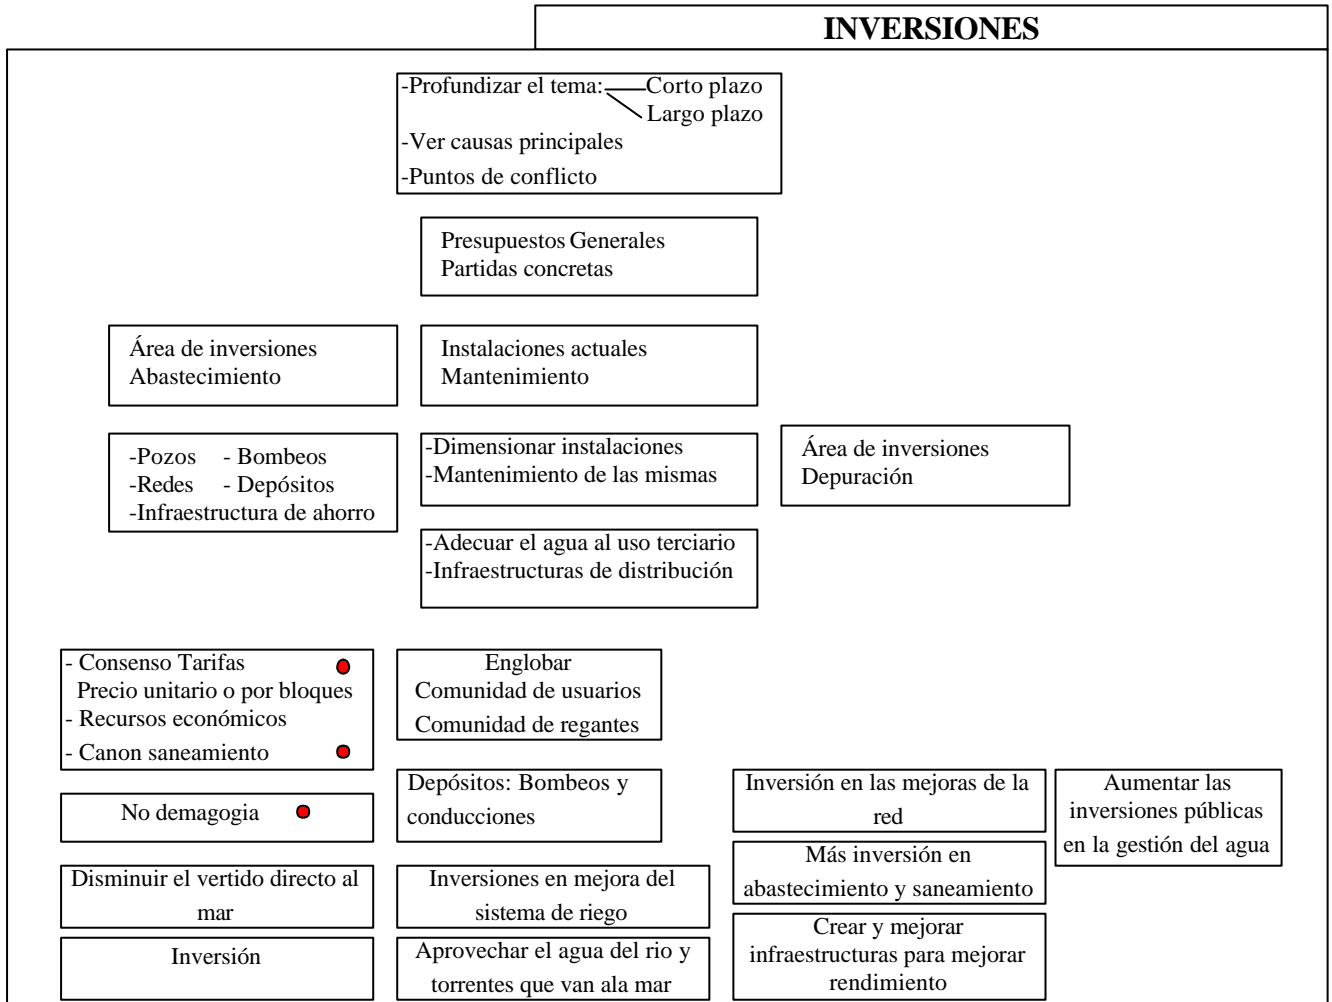 INVERSIONES
-Profundizar el tema: Corto plazo
Largo plazo
-Ver causas principales
-Puntos de conflicto
Presupuestos Generales
Partidas concretas
Área de inversiones
Abastecimiento
Instalaciones actuales
Mantenimiento
-Pozos - Bombeos
-Redes - Depósitos
-Infraestructura de ahorro
-Dimensionar instalaciones
-Mantenimiento de las mismas
Área de inversiones
Depuración
-Adecuar el agua al uso terciario
-Infraestructuras de distribución
- Consenso Tarifas
Precio unitario o por bloques
- Recursos económicos
- Canon saneamiento
Englobar
Comunidad de usuarios
Comunidad de regantes
No demagogia
Depósitos: Bombeos y
conducciones
Inversión en las mejoras de la
red
Aumentar las
inversiones públicas
en la gestión del agua
Disminuir el vertido directo al
mar
Inversiones en mejora del
sistema de riego
Más inversión en
abastecimiento y saneamiento
Inversión
Aprovechar el agua del rio y
torrentes que van ala mar
Crear y mejorar
infraestructuras para mejorar
rendimiento